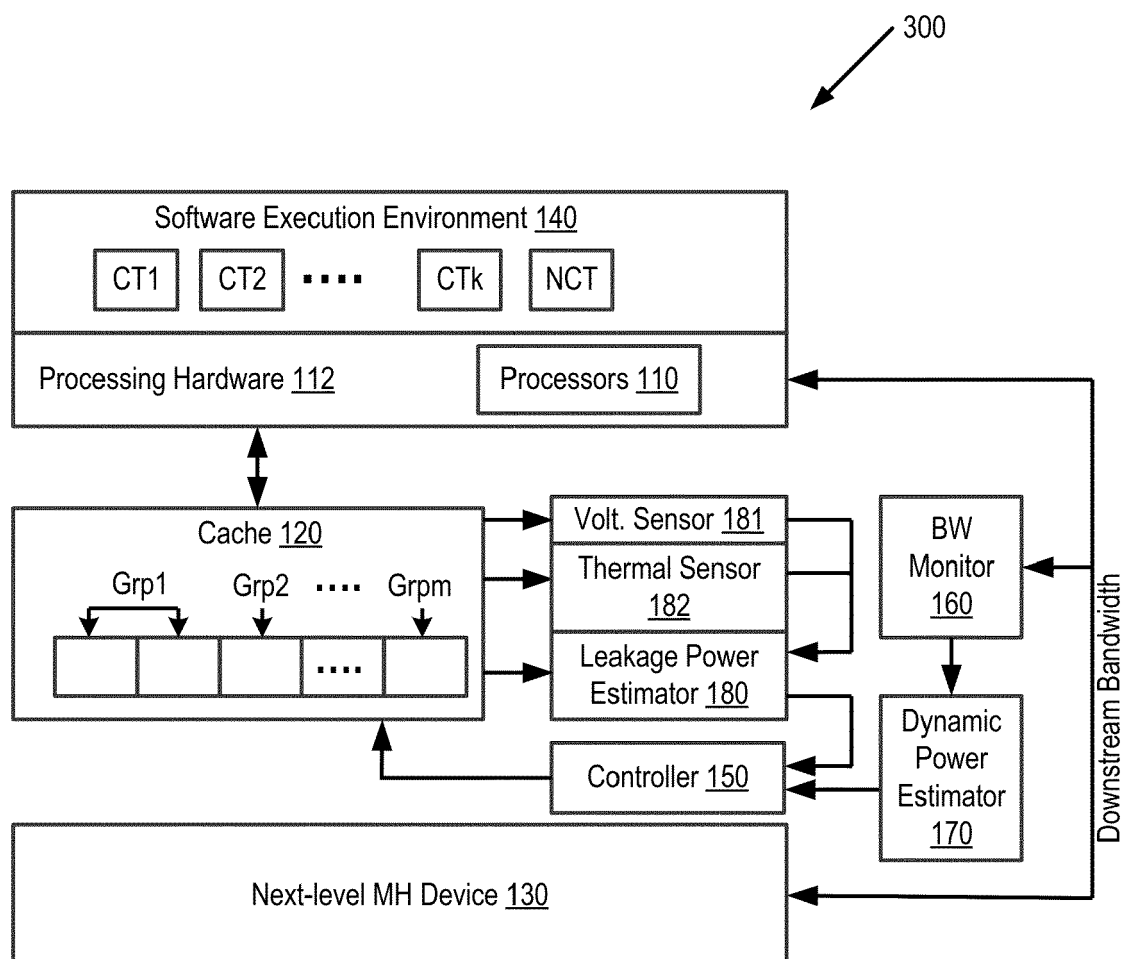 300
Software Execution Environment 140
CT1 CT2 .... CTk NCT
Processing Hardware 112
Processors 110
Cache 120
Grp1 Grp2 .... Grpm
....
Volt. Sensor 181
Thermal Sensor
182
Leakage Power
Estimator 180
Controller 150
BW
Monitor
160
Dynamic
Power
Estimator
170
Downstream Bandwidth
Next-level MH Device 130